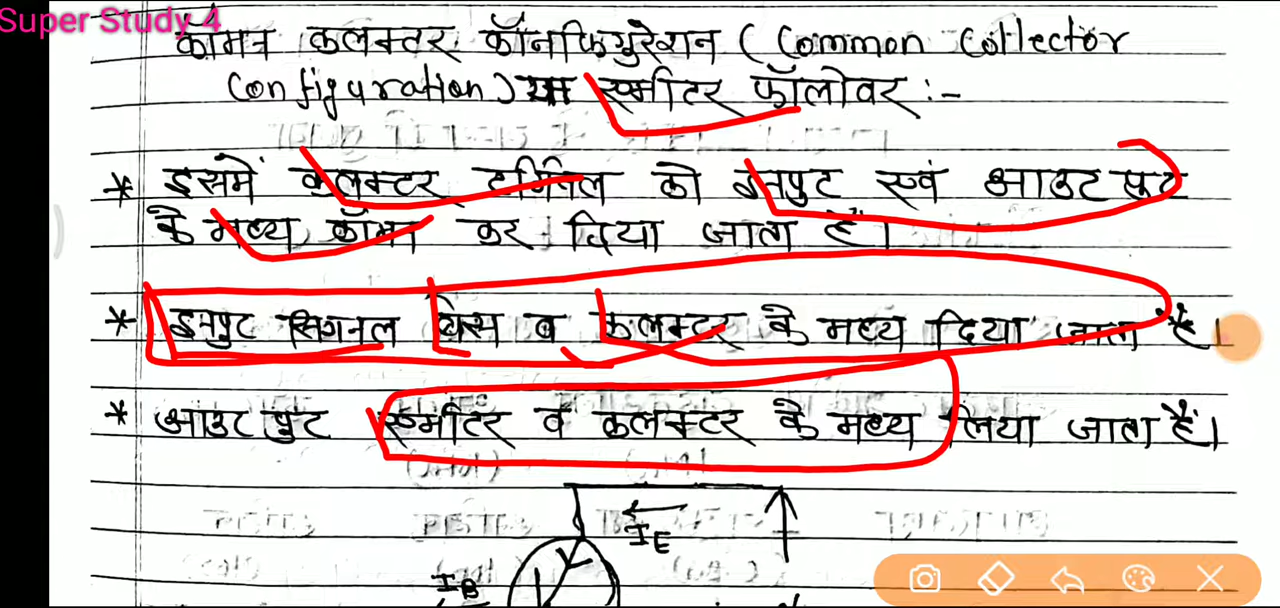 Super Study 4
कॉमन कलक्टर कॉनफिगुरेशन (Common Collector
Configuration) या एमीटर फॉलोवर :-
* इसमें कलक्टर टर्मिनल को इनपुट एवं आउटपुट
के मध्य कॉमन कर दिया जाता है।
* इनपुट सिगनल बेस व कलक्टर के मध्य दिया जाता है।
* आउटपुट एमीटर व कलक्टर के मध्य लिया जाता है।
IE
IB